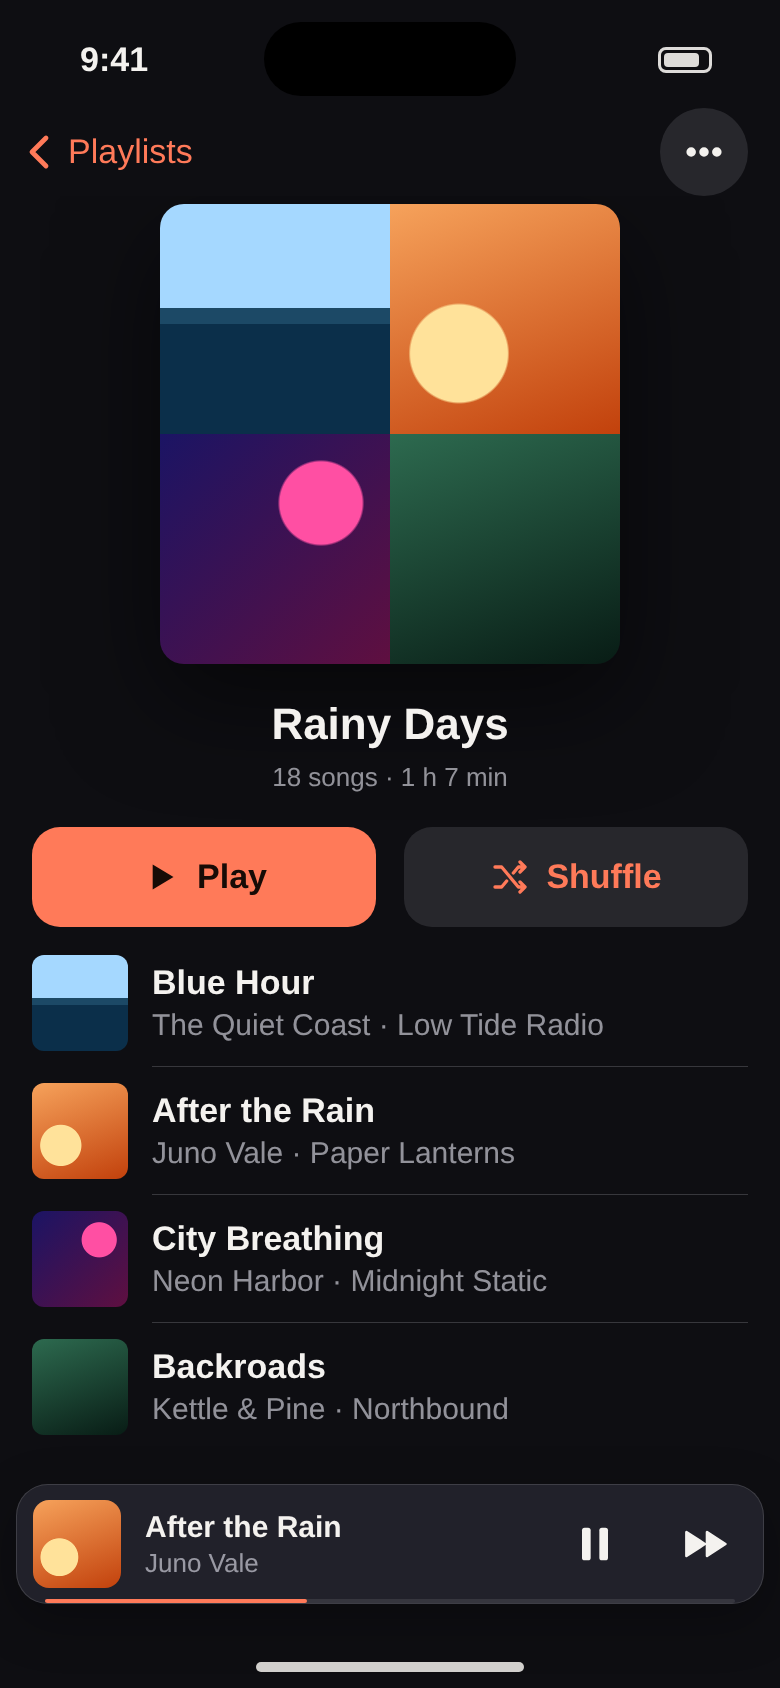 9:41
Playlists
Rainy Days
18 songs · 1 h 7 min
Play
Shuffle
Blue Hour
The Quiet Coast · Low Tide Radio
After the Rain
Juno Vale · Paper Lanterns
City Breathing
Neon Harbor · Midnight Static
Backroads
Kettle & Pine · Northbound
After the Rain
Juno Vale